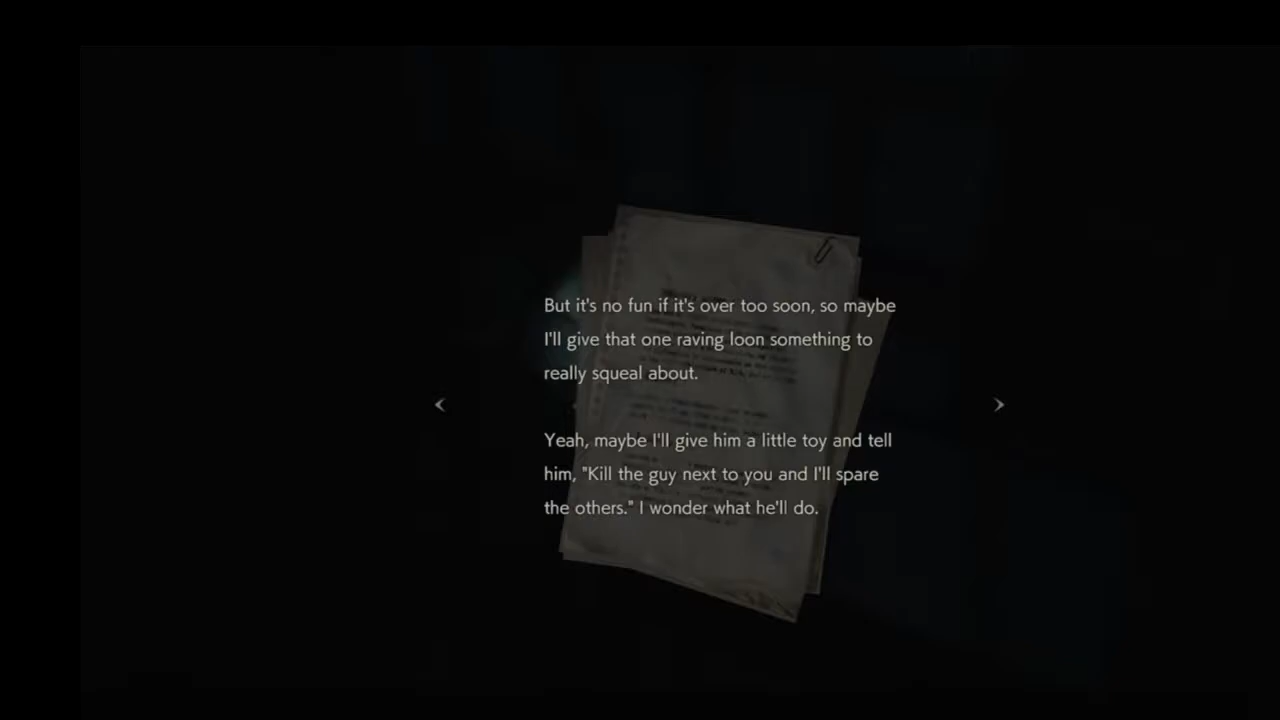 But it's no fun if it's over too soon, so maybe
I'll give that one raving loon something to
really squeal about.
Yeah, maybe I'll give him a little toy and tell
him, "Kill the guy next to you and I'll spare
the others." I wonder what he'll do.